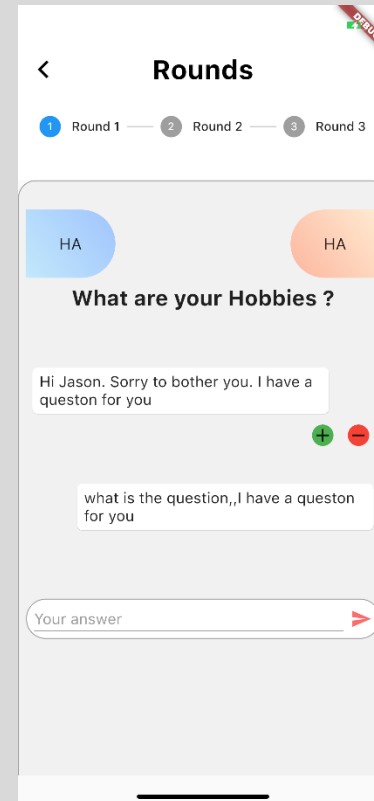 DEBUG
Rounds
1 Round 1 2 Round 2 3 Round 3
HA HA
What are your Hobbies ?
Hi Jason. Sorry to bother you. I have a
queston for you
what is the question,,I have a queston
for you
Your answer